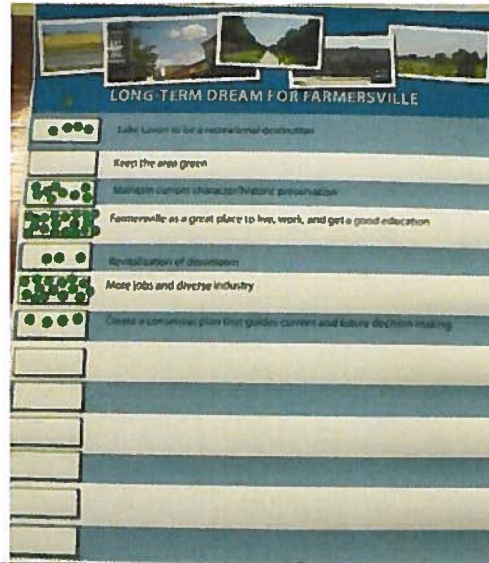 LONG-TERM DREAM FOR FARMERSVILLE
Lake Lavon to be a recreational destination
Keep the area green
Maintain current character/historic preservation
Farmersville as a great place to live, work, and get a good education
Revitalization of downtown
More jobs and diverse industry
Create a consensus plan that guides current and future decision making